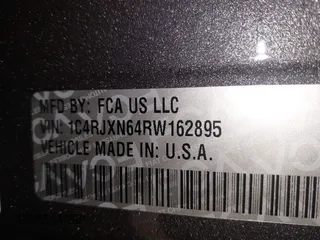 MFD BY: FCA US LLC
VIN: 1C4RJXN64RW162895
VEHICLE MADE IN: U.S.A.